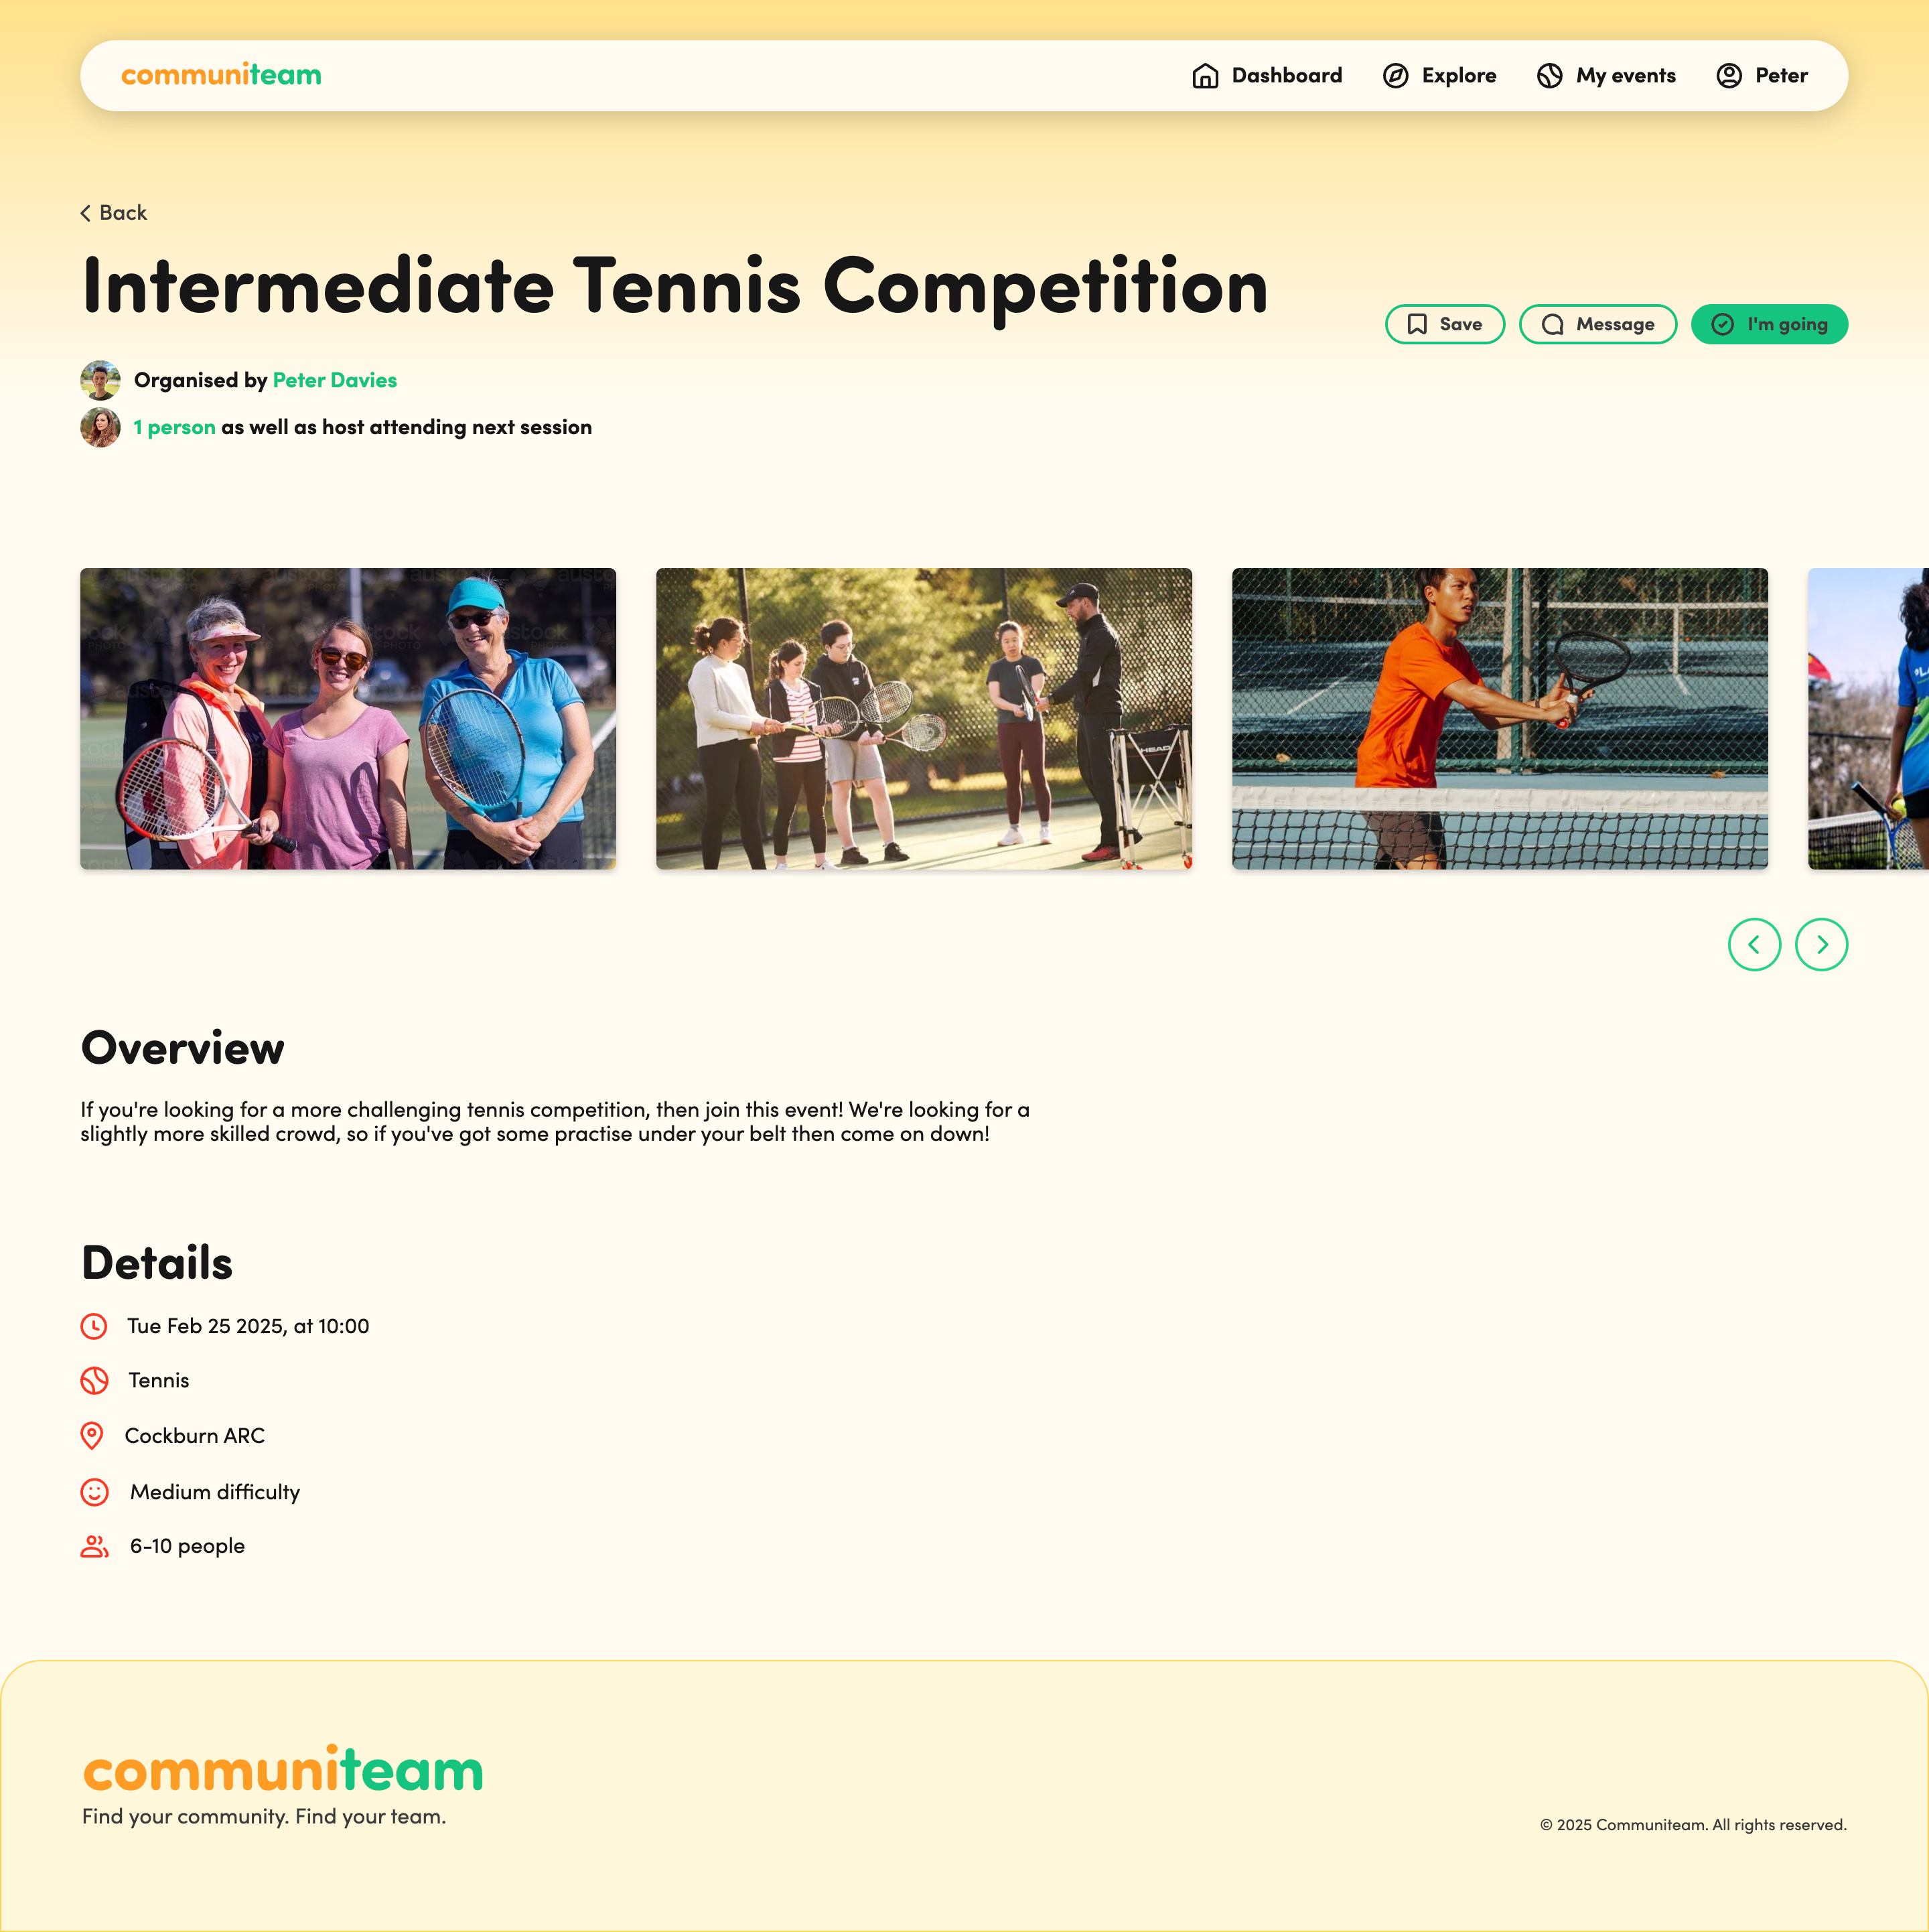 communiteam
Dashboard
Explore
My events
Peter
Back
Intermediate Tennis Competition
Save
Message
I'm going
Organised by Peter Davies
1 person as well as host attending next session
austock
PHOTO
HEAD
Overview
If you're looking for a more challenging tennis competition, then join this event! We're looking for a
slightly more skilled crowd, so if you've got some practise under your belt then come on down!
Details
Tue Feb 25 2025, at 10:00
Tennis
Cockburn ARC
Medium difficulty
6-10 people
communiteam
Find your community. Find your team.
© 2025 Communiteam. All rights reserved.